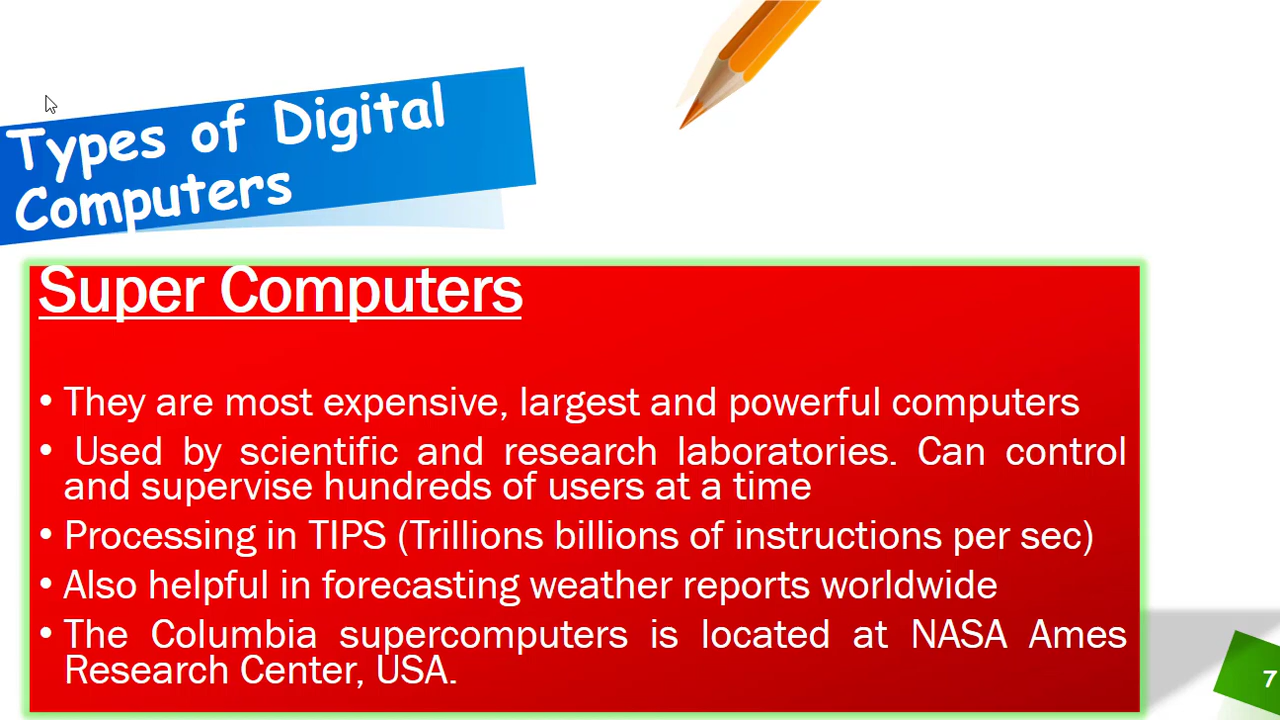 Types of Digital
Computers
Super Computers
• They are most expensive, largest and powerful computers
• Used by scientific and research laboratories. Can control
and supervise hundreds of users at a time
• Processing in TIPS (Trillions billions of instructions per sec)
• Also helpful in forecasting weather reports worldwide
• The Columbia supercomputers is located at NASA Ames
Research Center, USA.
7